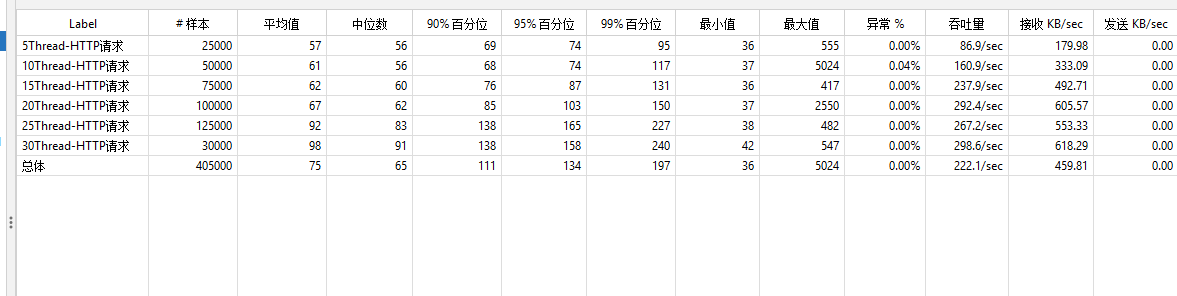 Label # 样本 平均值 中位数 90% 百分位 95% 百分位 99% 百分位 最小值 最大值 异常 % 吞吐量 接收 KB/sec 发送 KB/sec
5Thread-HTTP请求 25000 57 56 69 74 95 36 555 0.00% 86.9/sec 179.98 0.00
10Thread-HTTP请求 50000 61 56 68 74 117 37 5024 0.04% 160.9/sec 333.09 0.00
15Thread-HTTP请求 75000 62 60 76 87 131 36 417 0.00% 237.9/sec 492.71 0.00
20Thread-HTTP请求 100000 67 62 85 103 150 37 2550 0.00% 292.4/sec 605.57 0.00
25Thread-HTTP请求 125000 92 83 138 165 227 38 482 0.00% 267.2/sec 553.33 0.00
30Thread-HTTP请求 30000 98 91 138 158 240 42 547 0.00% 298.6/sec 618.29 0.00
总体 405000 75 65 111 134 197 36 5024 0.00% 222.1/sec 459.81 0.00